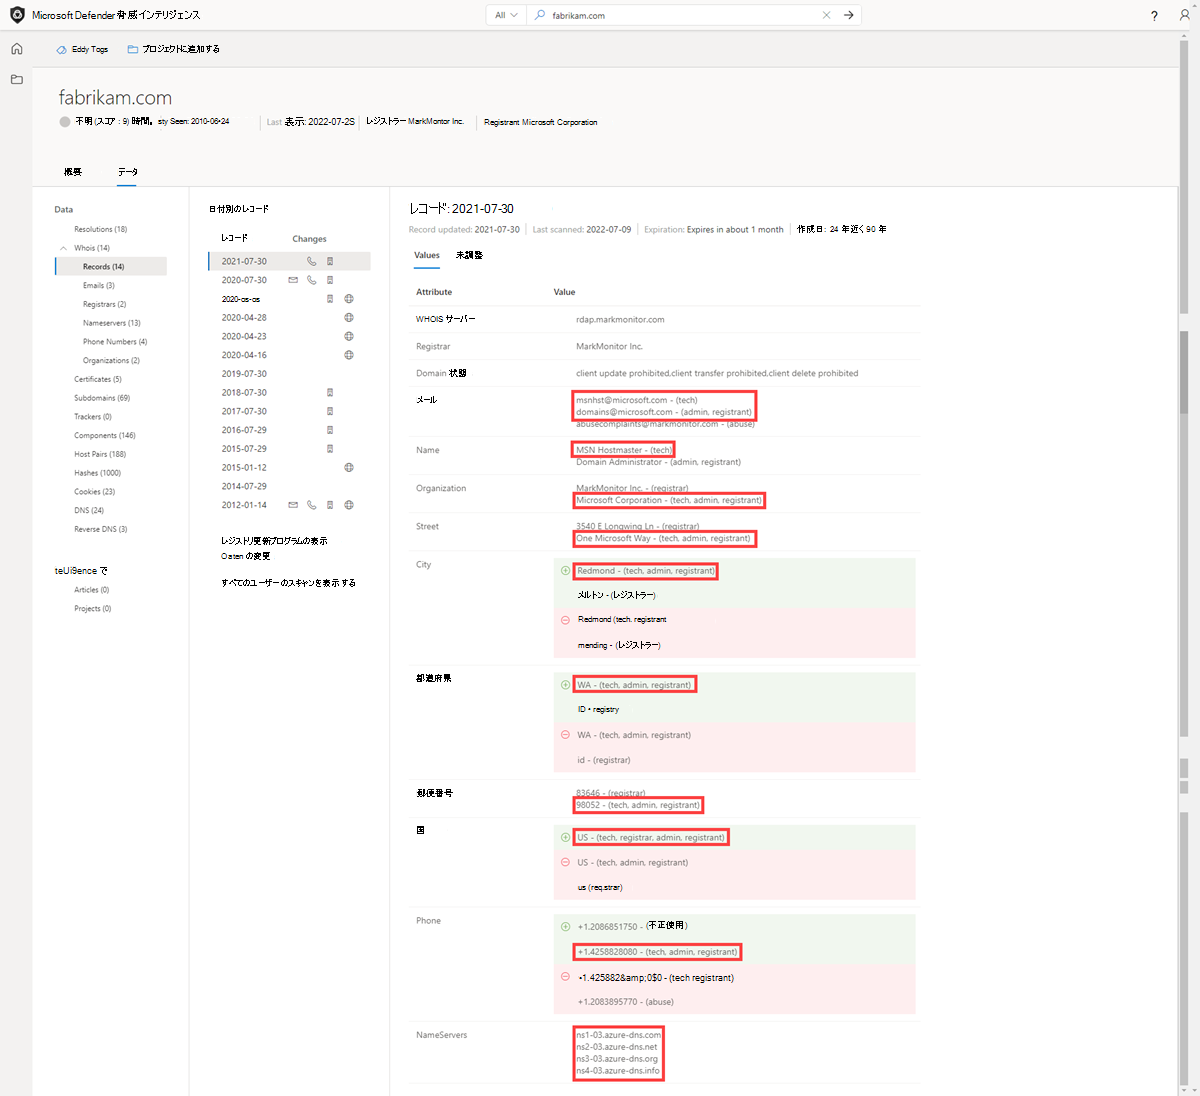 Microsoft Defender 脅威インテリジェンス
All
fabrikam.com
?
Eddy Tags
プロジェクトに追加する
fabrikam.com
不明 (スコア : 9) 時間。 sty Seen: 2010-06•24
Last 表示: 2022-07-2S
レジストラー MarkMontor Inc.
Registrant Microsoft Corporation
概要
データ
Data
Resolutions (18)
Whois (14)
Records (14)
Emails (3)
Registrars (2)
Nameservers (13)
Phone Numbers (4)
Organizations (2)
Certificates (5)
Subdomains (69)
Trackers (0)
Components (146)
Host Pairs (188)
Hashes (1000)
Cookies (23)
DNS (24)
Reverse DNS (3)
teUi9ence で
Articles (0)
Projects (0)
日付別のレコード
レコード Changes
2021-07-30
2020-07-30
2020-os-os
2020-04-28
2020-04-23
2020-04-16
2019-07-30
2018-07-30
2017-07-30
2016-07-29
2015-07-29
2015-01-12
2014-07-29
2012-01-14
レジストリ更新プログラムの表示
Oaten の変更
すべてのユーザーのスキャンを表示 する
レコード: 2021-07-30
Record updated: 2021-07-30
Last scanned: 2022-07-09
Expiration: Expires in about 1 month
作成日: 24 年近く90 年
Values
未調整
Attribute Value
WHOIS サーバー rdap.markmonitor.com
Registrar MarkMonitor Inc.
Domain 状態 client update prohibited,client transfer prohibited,client delete prohibited
メール msnhst@microsoft.com - (tech)
domains@microsoft.com - (admin, registrant)
abusecomplaints@markmonitor.com - (abuse)
Name MSN Hostmaster - (tech)
Domain Administrator - (admin, registrant)
Organization MarkMonitor Inc. - (registrar)
Microsoft Corporation - (tech, admin, registrant)
Street 3540 E Longwing Ln - (registrar)
One Microsoft Way - (tech, admin, registrant)
City Redmond - (tech, admin, registrant)
メルトン - (レジストラー)
Redmond (tech. registrant
mending - (レジストラー)
都道府県 WA - (tech, admin, registrant)
ID • registry
WA - (tech, admin, registrant)
id - (registrar)
郵便番号 83646 - (registrar)
98052 - (tech, admin, registrant)
国 US - (tech, registrar, admin, registrant)
US - (tech, admin, registrant)
us (req.strar)
Phone +1.2086851750 - (不正使用)
+1.4258828080 - (tech, admin, registrant)
•1.425882&amp;0$0 - (tech registrant)
+1.2083895770 - (abuse)
NameServers ns1-03.azure-dns.com
ns2-03.azure-dns.net
ns3-03.azure-dns.org
ns4-03.azure-dns.info